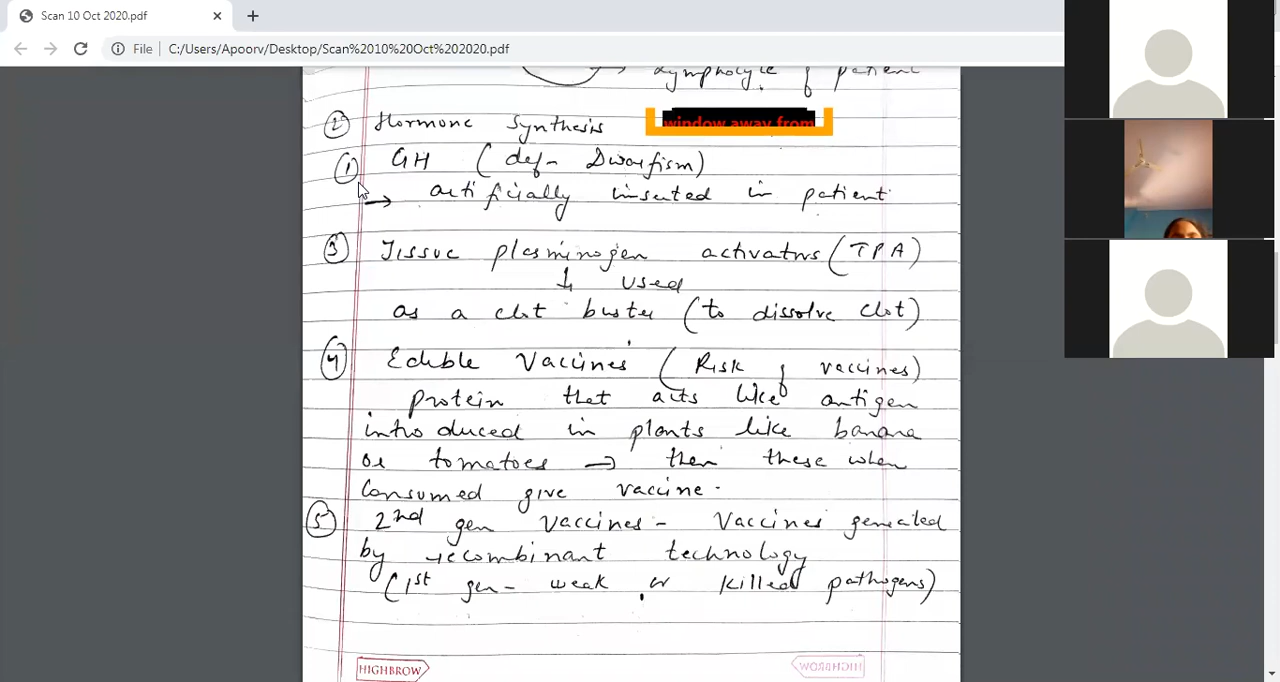 Scan 10 Oct 2020.pdf
File
C:/Users/Apoorv/Desktop/Scan%2010%20Oct%202020.pdf
Lympholyte of patient
② Hormone Synthesis
window away from
① GH (def- Dwarfism)
→ artificially inserted in patient
③ Tissue plasminogen activators (TPA)
↓ used
as a clot buster (to dissolve clot)
④ Eduble Vaccines (Risk of vaccines)
protein that acts like antigen
introduced in plants like banana
or tomatoes → then these when
consumed give vaccine.
⑤ 2nd gen Vaccines - Vaccines generated
by recombinant technology
(1st gen- weak or killed pathogens)
HIGHBROW
HIGHBROW